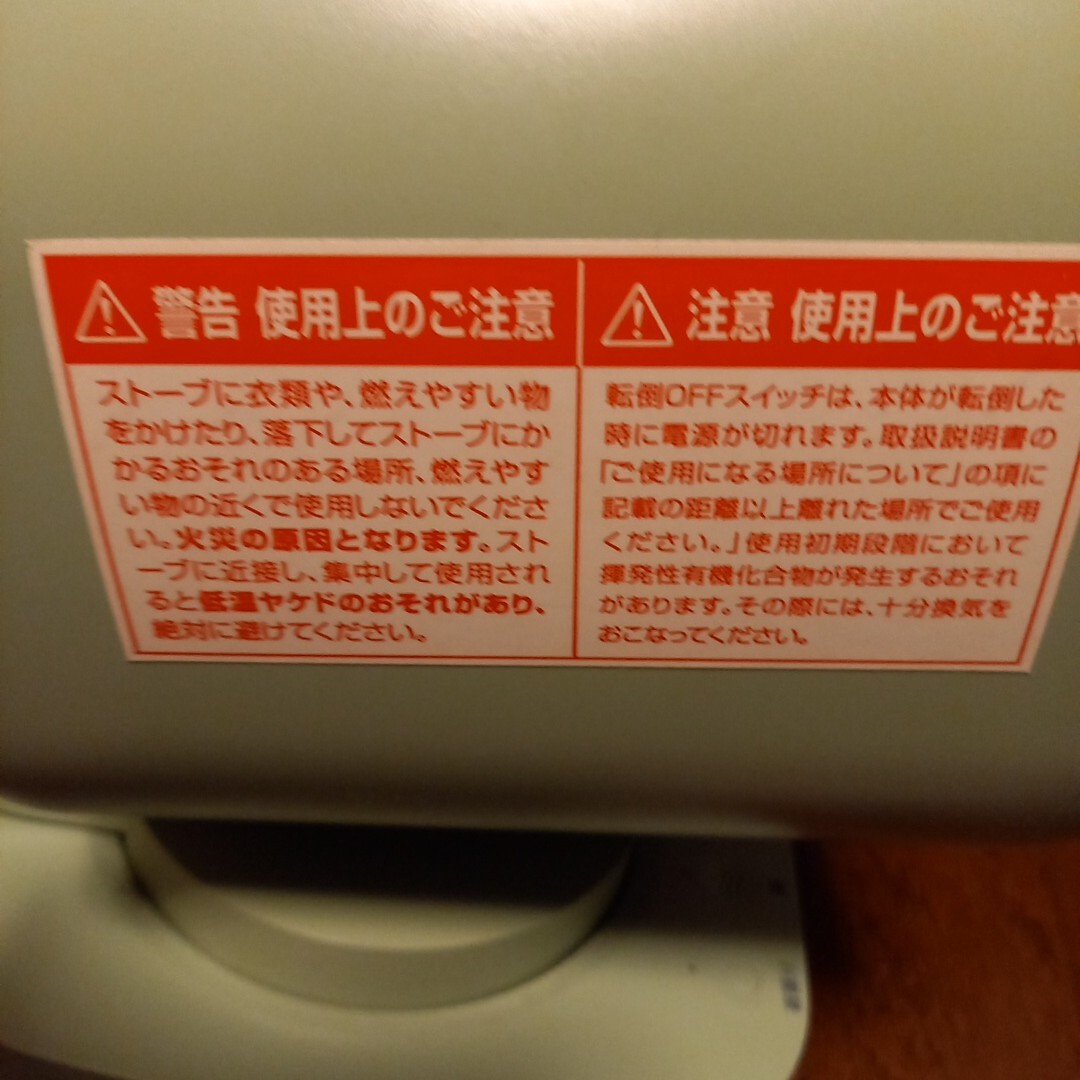 警告 使用上のご注意
ストーブに衣類や、燃えやすい物
をかけたり、落下してストーブにか
かるおそれのある場所、燃えやす
い物の近くで使用しないでくださ
い。火災の原因となります。スト
ーブに近接し、集中して使用され
ると低温ヤケドのおそれがあり、
絶対に避けてください。
注意 使用上のご注意
転倒OFFスイッチは、本体が転倒した
時に電源が切れます。取扱説明書の
「ご使用になる場所について」の項に
記載の距離以上離れた場所でご使用
ください。」使用初期段階において
揮発性有機化合物が発生するおそれ
があります。その際には、十分換気を
おこなってください。